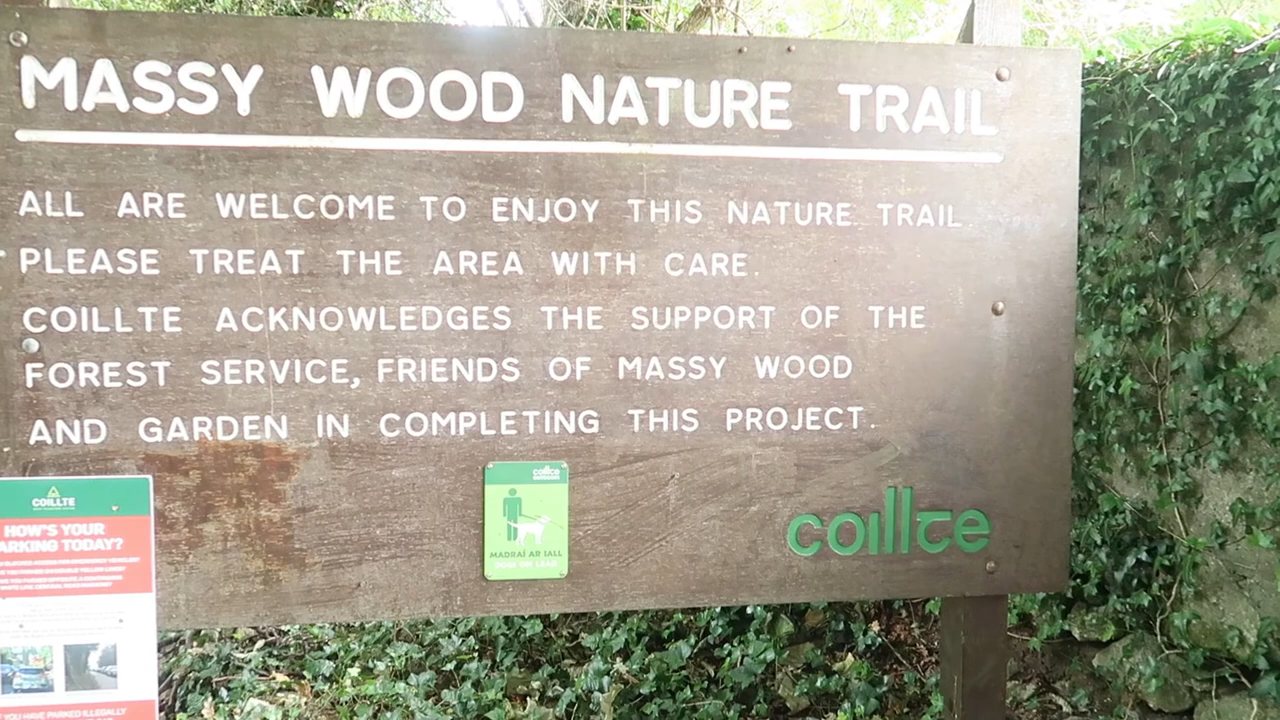 MASSY WOOD NATURE TRAIL
ALL ARE WELCOME TO ENJOY THIS NATURE TRAIL.
PLEASE TREAT THE AREA WITH CARE.
COILLTE ACKNOWLEDGES THE SUPPORT OF THE
FOREST SERVICE, FRIENDS OF MASSY WOOD
AND GARDEN IN COMPLETING THIS PROJECT.
coillte
MADRAÍ AR IALL
DOGS ON LEAD
coillte
COILLTE
HOW'S YOUR
ARKING TODAY?
YOU HAVE PARKED ILLEGALLY